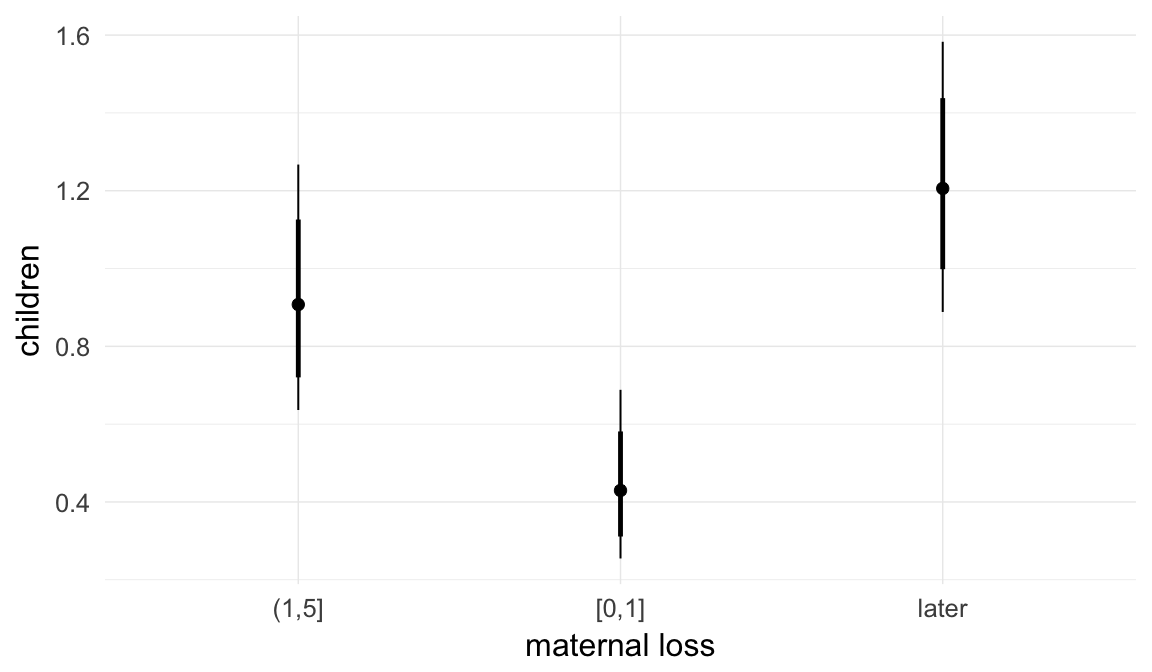 1.6
1.2
0.8
0.4
children
(1,5]
[0,1]
later
maternal loss